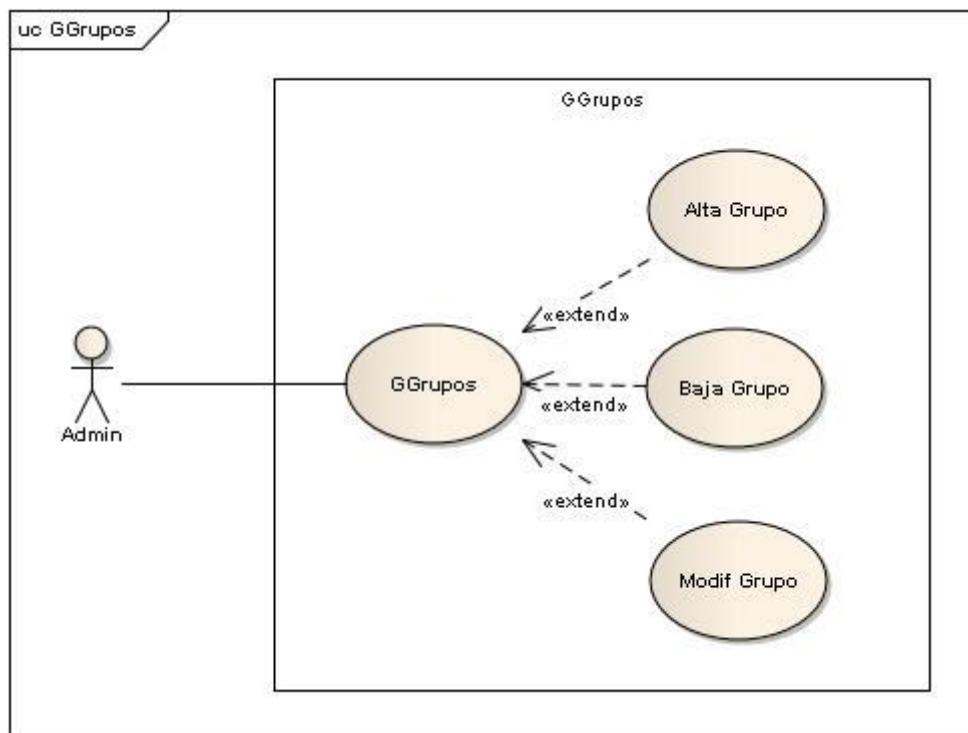 uc GGrupos
GGrupos
Alta Grupo
«extend»
GGrupos
Baja Grupo
«extend»
Admin
«extend»
Modif Grupo